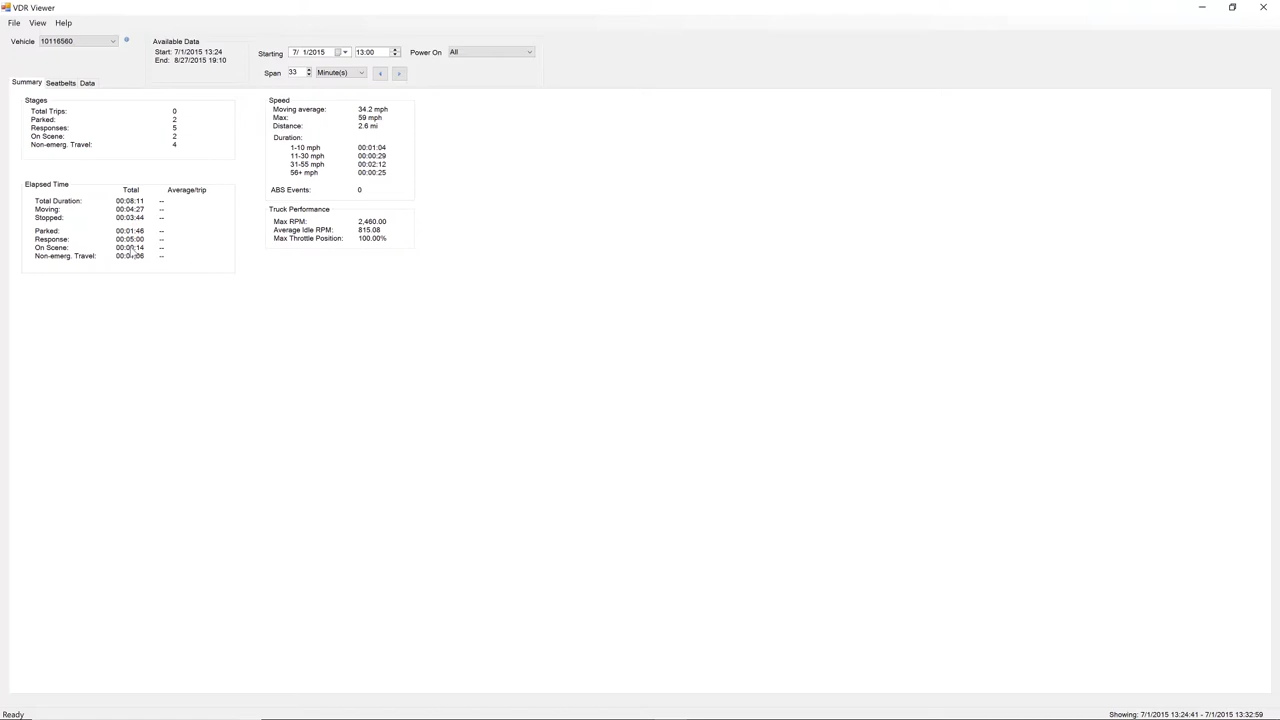 VDR Viewer
File View Help
Vehicle 10116560
Available Data
Start: 7/1/2015 13:24
End: 8/27/2015 19:10
Starting 7/ 1/2015 13:00 Power On All
Span 33 Minute(s)
Summary Seatbelts Data
Stages
Total Trips: 0
Parked: 2
Responses: 5
On Scene: 2
Non-emerg. Travel: 4
Elapsed Time
Total Average/trip
Total Duration: 00:08:11 --
Moving: 00:04:27 --
Stopped: 00:03:44 --
Parked: 00:01:46 --
Response: 00:05:00 --
On Scene: --
Non-emerg. Travel: --
Speed
Moving average: 34.2 mph
Max: 59 mph
Distance: 2.6 mi
Duration:
1-10 mph 00:01:04
11-30 mph 00:00:29
31-55 mph 00:02:12
56+ mph 00:00:25
ABS Events: 0
Truck Performance
Max RPM: 2,460.00
Average Idle RPM: 815.08
Max Throttle Position: 100.00%
Ready
Showing: 7/1/2015 13:24:41 - 7/1/2015 13:32:59